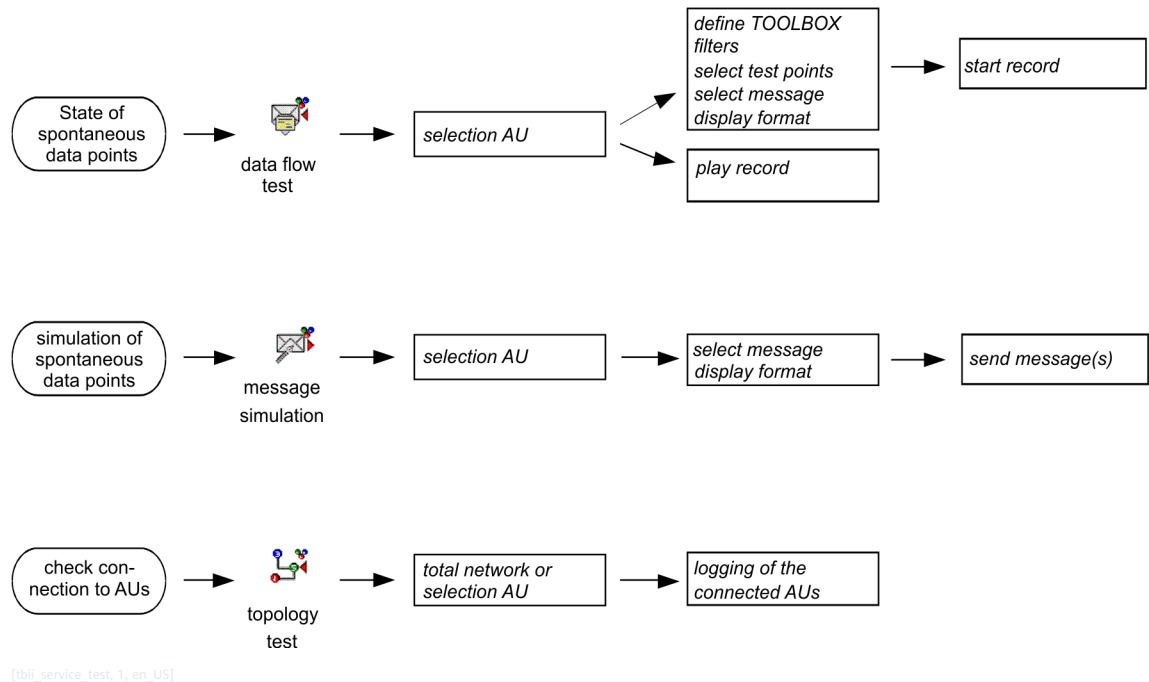 State of
spontaneous
data points
data flow
test
selection AU
define TOOLBOX
filters
select test points
select message
display format
start record
play record
simulation of
spontaneous
data points
message
simulation
selection AU
select message
display format
send message(s)
check con-
nection to AUs
topology
test
total network or
selection AU
logging of the
connected AUs
[tbii_service_test, 1, en_US]